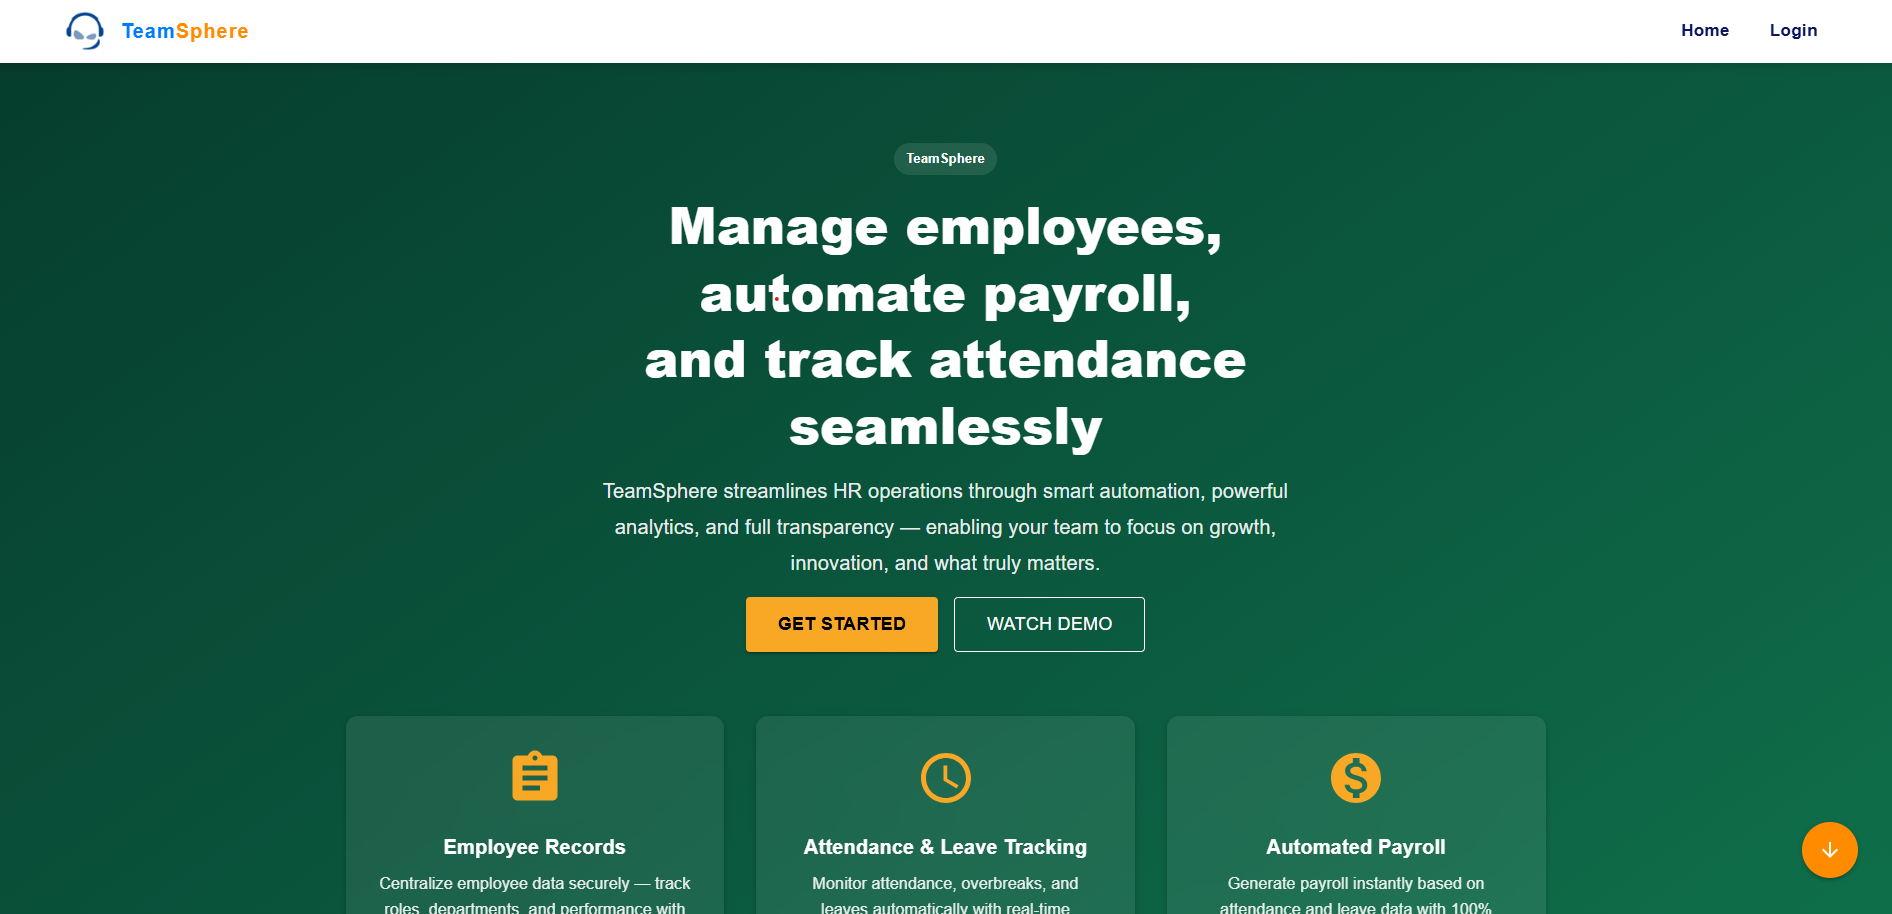 TeamSphere
Home
Login
TeamSphere
Manage employees,
automate payroll,
and track attendance
seamlessly
TeamSphere streamlines HR operations through smart automation, powerful
analytics, and full transparency — enabling your team to focus on growth,
innovation, and what truly matters.
GET STARTED
WATCH DEMO
Employee Records
Centralize employee data securely — track
roles, departments, and performance with
Attendance & Leave Tracking
Monitor attendance, overbreaks, and
leaves automatically with real-time
Automated Payroll
Generate payroll instantly based on
attendance and leave data with 100%